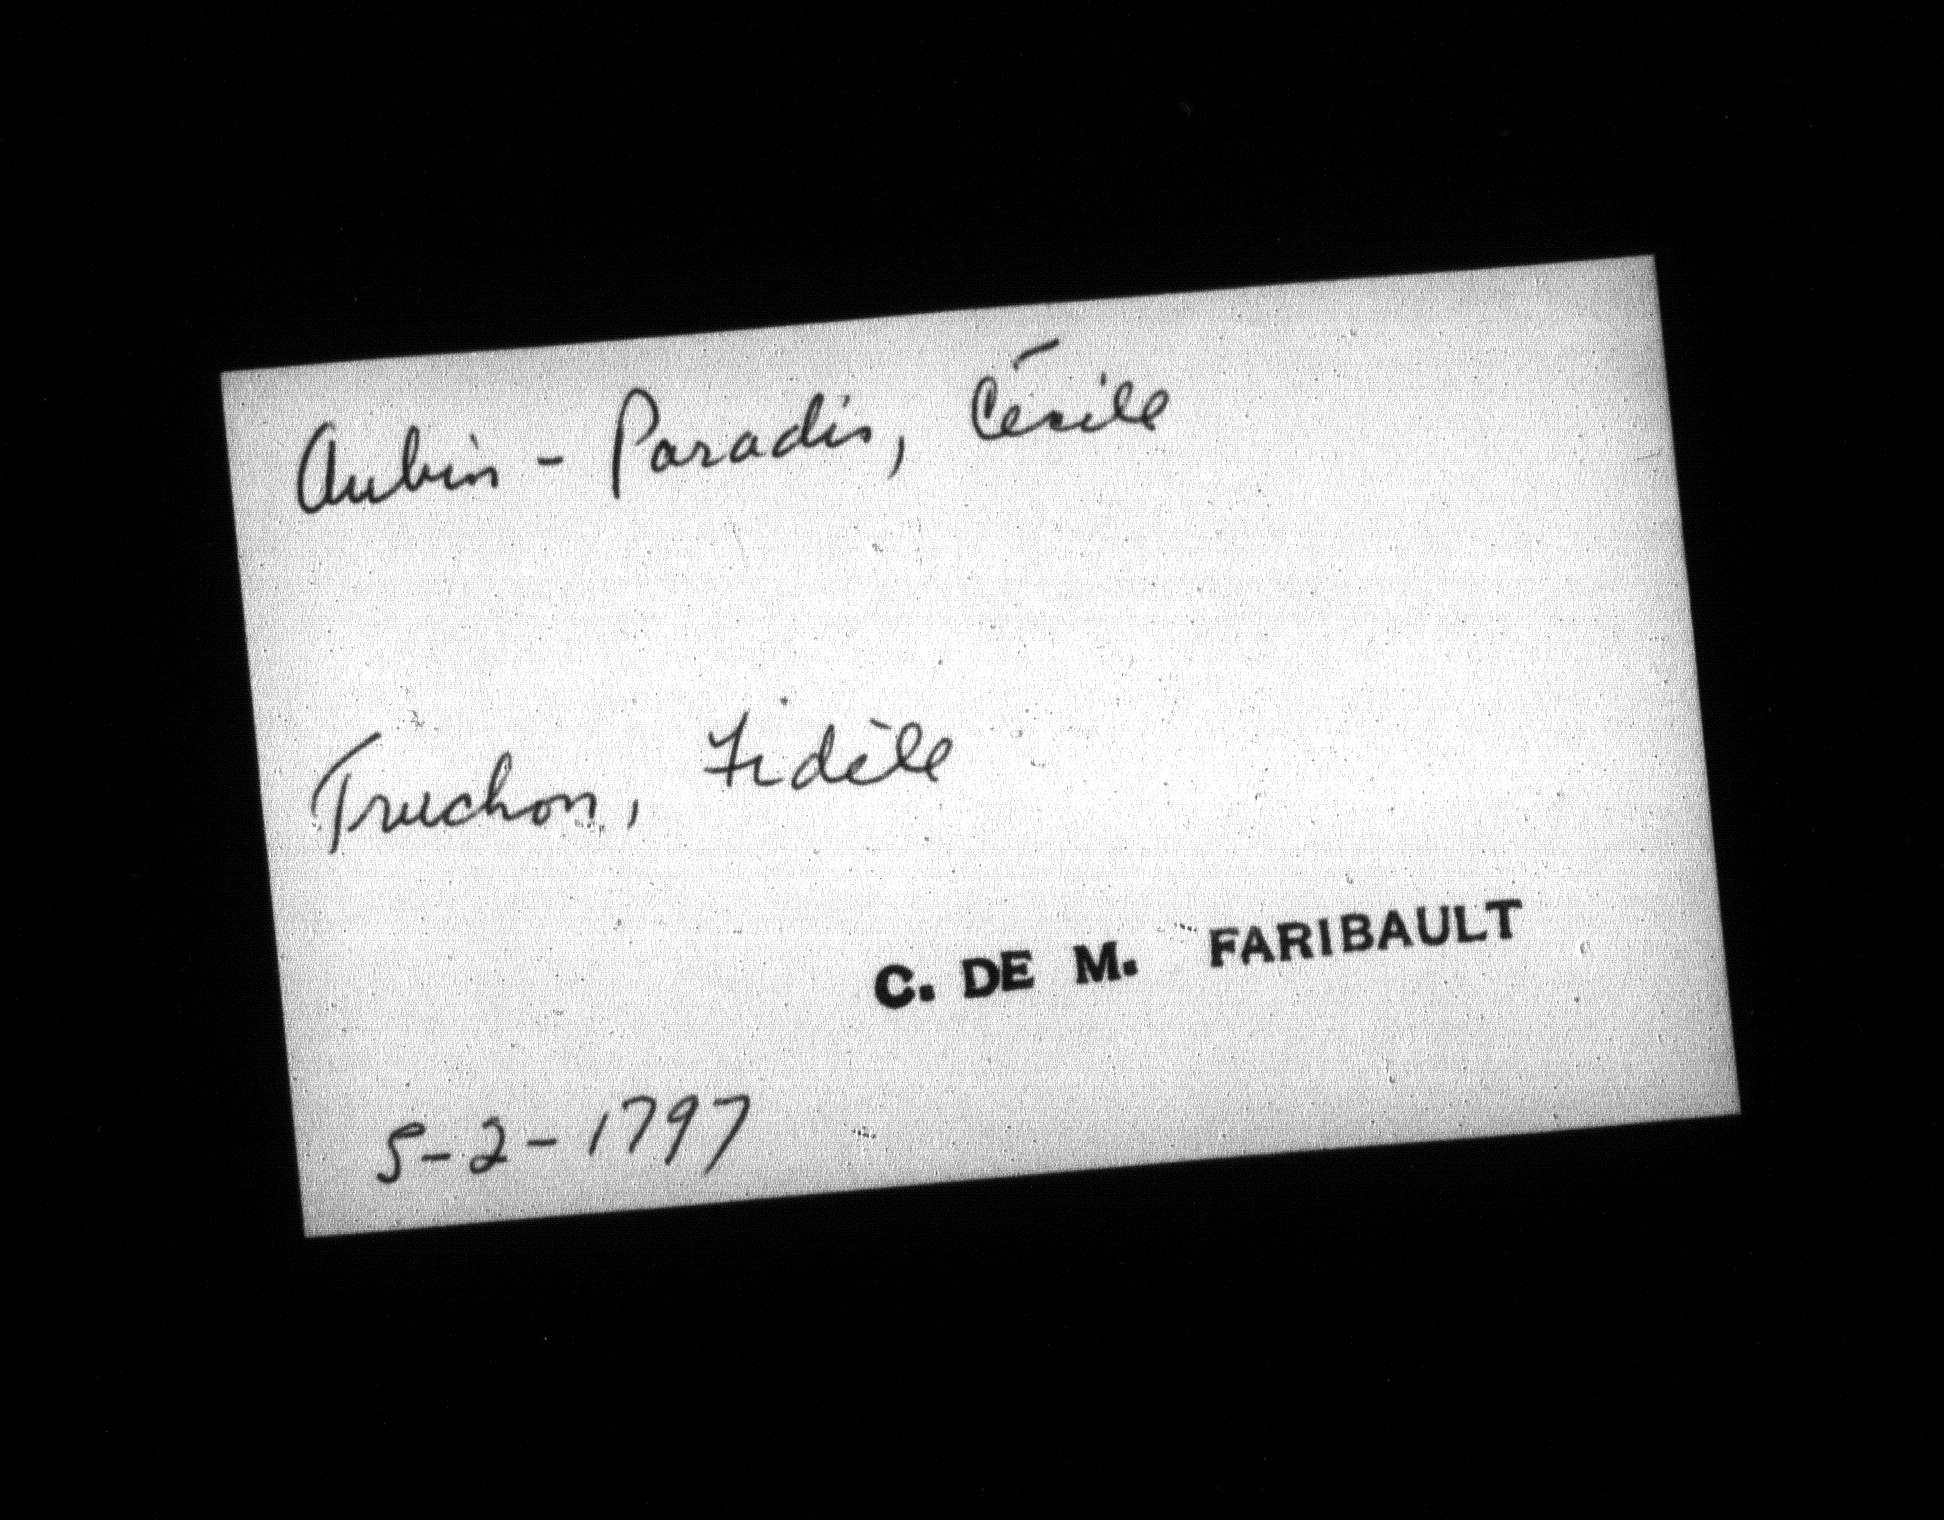 Aubin - Paradis, Cécile
Truchon, Fidèle
C. DE M. FARIBAULT
5-2-1797